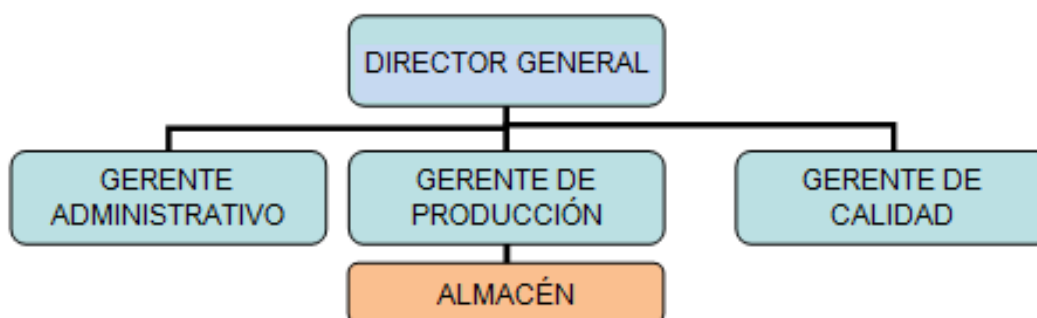 DIRECTOR GENERAL
GERENTE
ADMINISTRATIVO
GERENTE DE
PRODUCCIÓN
GERENTE DE
CALIDAD
ALMACÉN